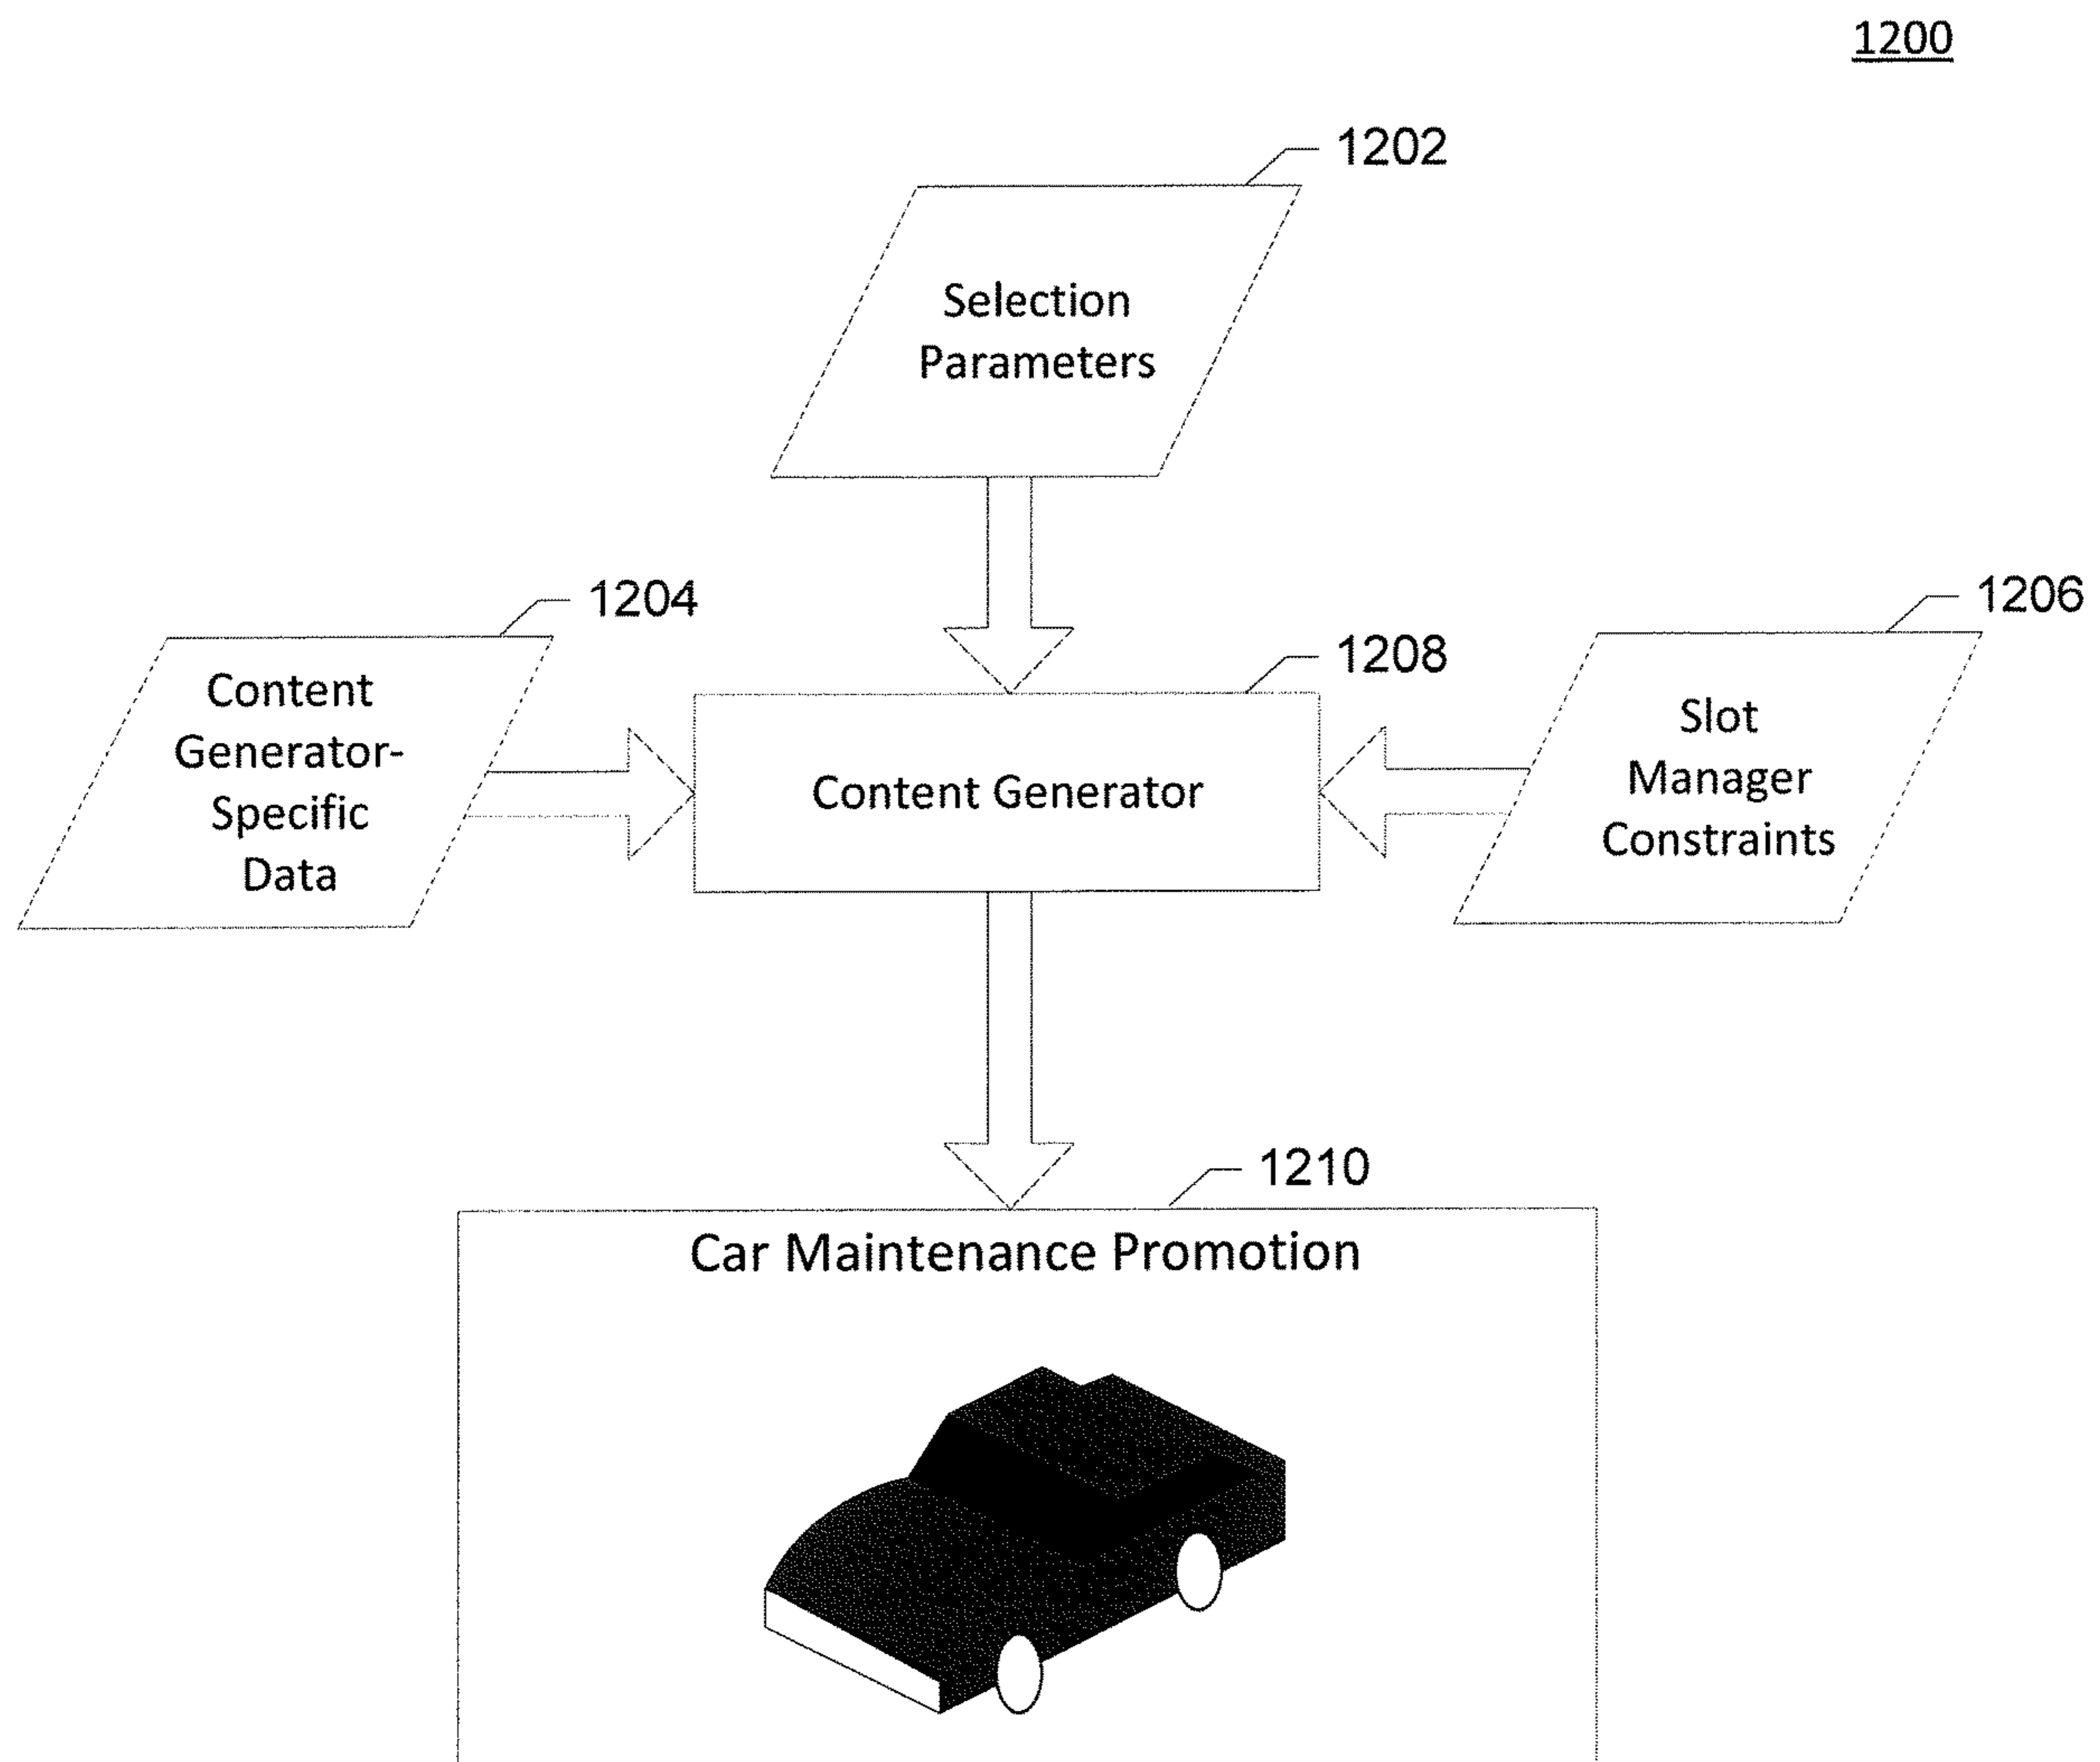 1200
1202
Selection
Parameters
1204
Content
Generator-
Specific
Data
1206
Slot
Manager
Constraints
1208
Content Generator
1210
Car Maintenance Promotion